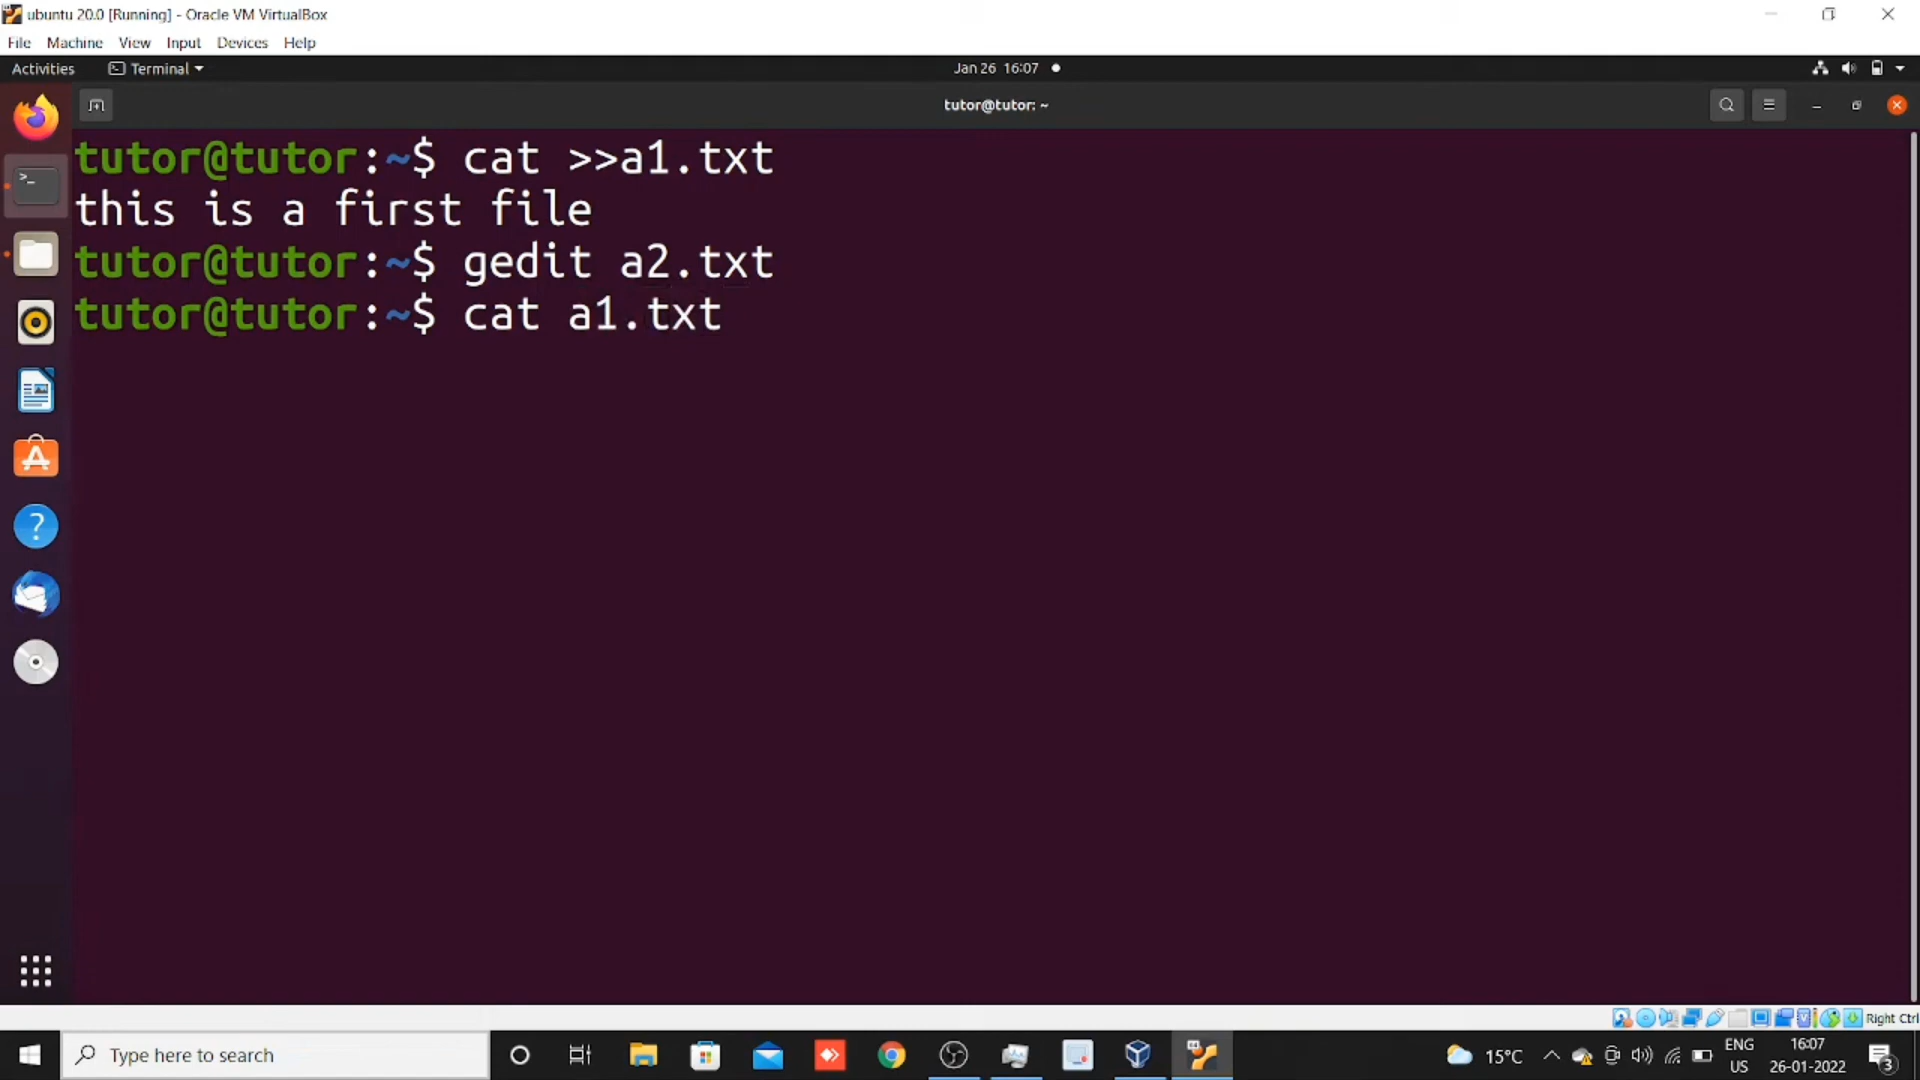 ubuntu 20.0 [Running] - Oracle VM VirtualBox
File Machine View Input Devices Help
Activities Terminal Jan 26 16:07
tutor@tutor: ~
tutor@tutor:~$ cat >>a1.txt
this is a first file
tutor@tutor:~$ gedit a2.txt
tutor@tutor:~$ cat a1.txt
Right Ctrl
Type here to search
15°C
ENG
US
16:07
26-01-2022
3